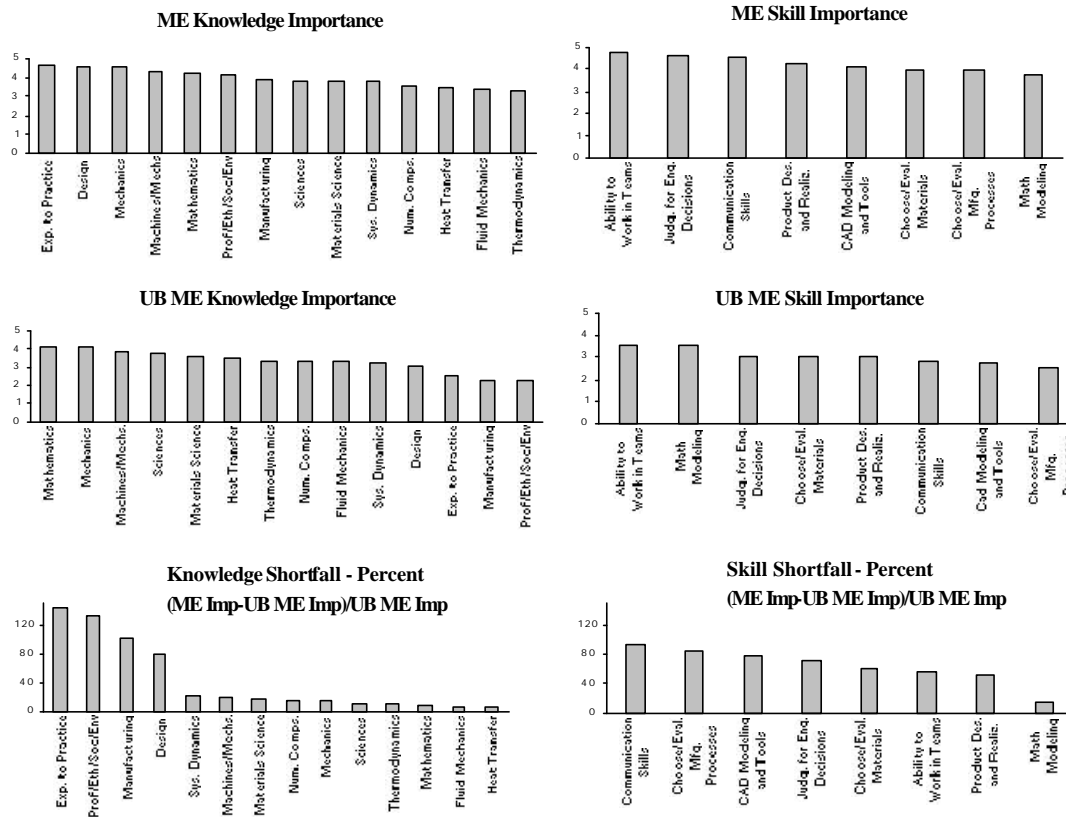 ME Knowledge Importance
5
4
3
2
1
0
Exp. to Practice
Design
Mechanics
Machines/Mechs
Mathematics
Prof/Eth/Soc/Env
Manufacturing
Sciences
Materials Science
Sys. Dynamics
Num. Comps.
Heat Transfer
Fluid Mechanics
Thermodynamics
ME Skill Importance
5
4
3
2
1
0
Ability to
Work in Teams
Judg. for Eng.
Decisions
Communication
Skills
Product Des.
and Realiz.
CAD Modeling
and Tools
Choose/Eval.
Materials
Choose/Eval.
Mfg.
Processes
Math
Modeling
UB ME Knowledge Importance
5
4
3
2
1
0
Mathematics
Mechanics
Machines/Mechs.
Sciences
Materials Science
Heat Transfer
Thermodynamics
Num. Comps.
Fluid Mechanics
Sys. Dynamics
Design
Exp. to Practice
Manufacturing
Prof/Eth/Soc/Env
UB ME Skill Importance
5
4
3
2
1
0
Ability to
Work in Teams
Math
Modeling
Judg. for Eng.
Decisions
Choose/Eval.
Materials
Product Des.
and Realiz.
Communication
Skills
Cad Modeling
and Tools
Choose/Eval.
Mfg.
Knowledge Shortfall - Percent
(ME Imp-UB ME Imp)/UB ME Imp
120
80
40
0
Exp. to Practice
Prof/Eth/Soc/Env
Manufacturing
Design
Sys. Dynamics
Machines/Mechs.
Materials Science
Num. Comps.
Mechanics
Sciences
Thermodynamics
Mathematics
Fluid Mechanics
Heat Transfer
Skill Shortfall - Percent
(ME Imp-UB ME Imp)/UB ME Imp
120
80
40
0
Communication
Skills
Choose/Eval.
Mfg.
Processes
CAD Modeling
and Tools
Judg. for Eng.
Decisions
Choose/Eval.
Materials
Ability to
Work in Teams
Product Des.
and Realiz.
Math
Modeling